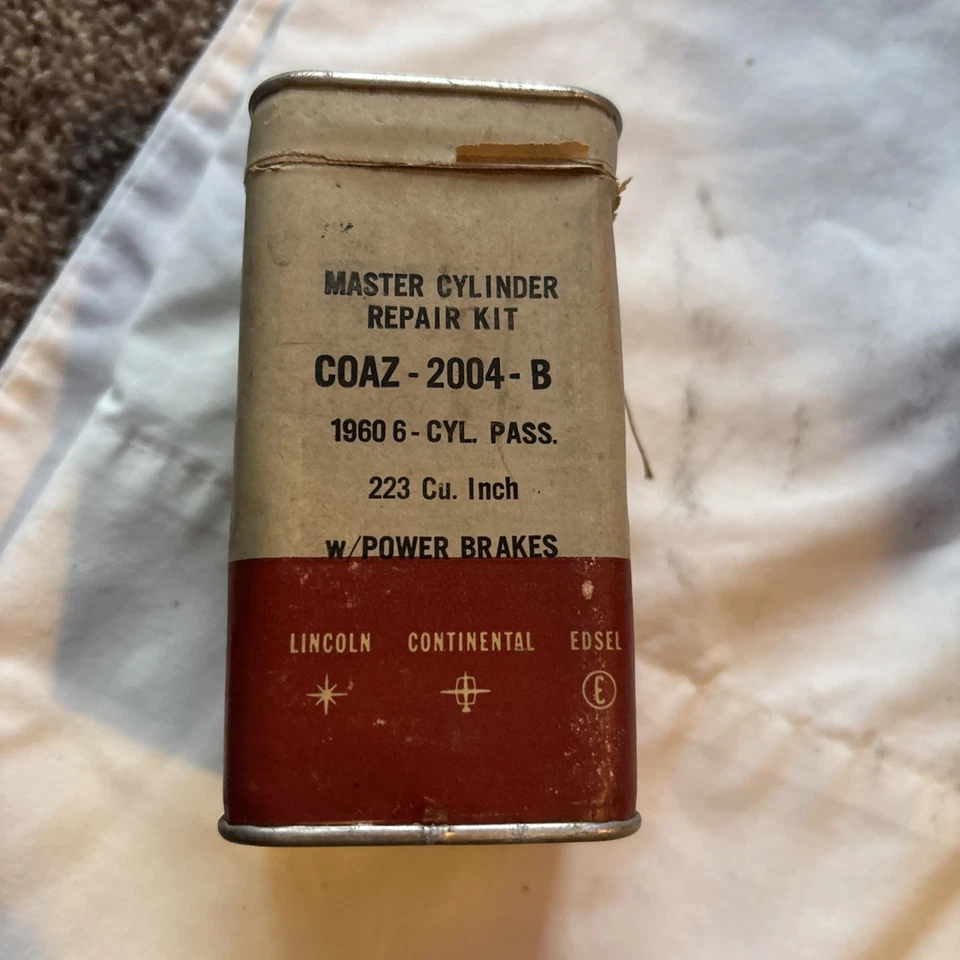 MASTER CYLINDER
REPAIR KIT
COAZ - 2004 - B
1960 6 - CYL. PASS.
223 Cu. Inch
w/POWER BRAKES
LINCOLN CONTINENTAL EDSEL
E